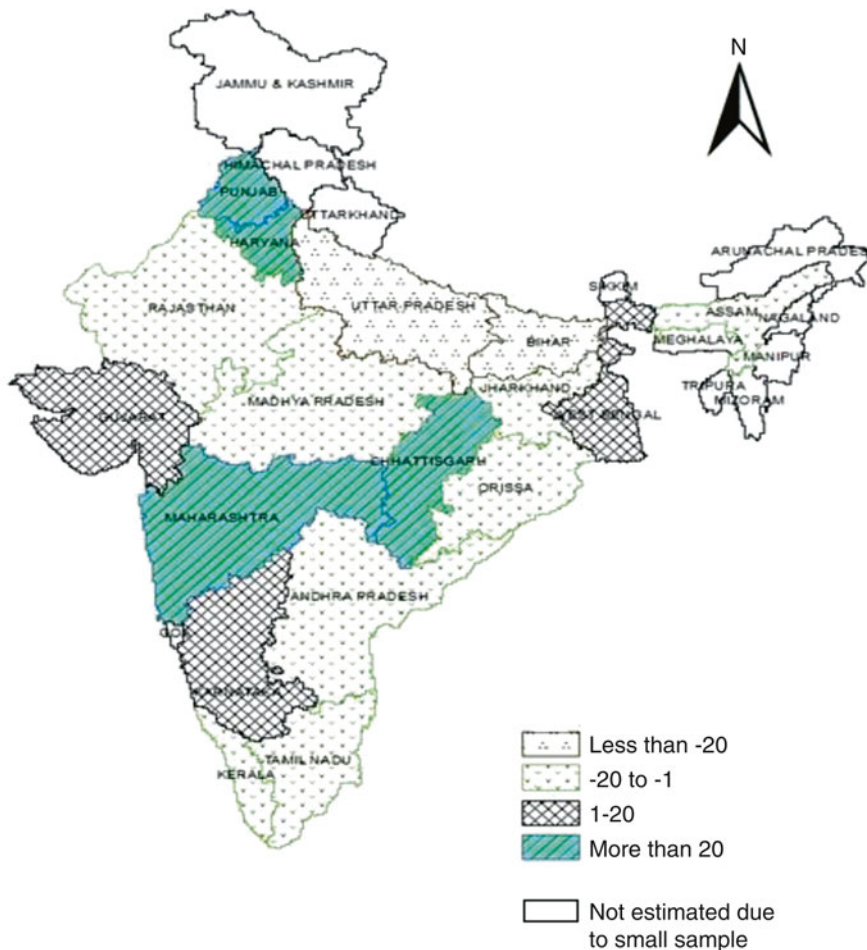 N
JAMMU & KASHMIR
HIMACHAL PRADESH
PUNJAB
UTTARKHAND
HARYANA
ARUNACHAL PRADES
SIKKIM
RAJASTHAN
UTTAR PRADESH
ASSAM
NAGALAND
BIHAR
MEGHALAYA
MANIPUR
JHARKHAND
TRIPURA
MIZORAM
MADHYA PRADESH
GUJARAT
WEST BENGAL
CHHATTISGARH
ORISSA
MAHARASHTRA
ANDHRA PRADESH
GOA
KARNATAKA
TAMIL NADU
KERALA
Less than -20
-20 to -1
1-20
More than 20
Not estimated due
to small sample